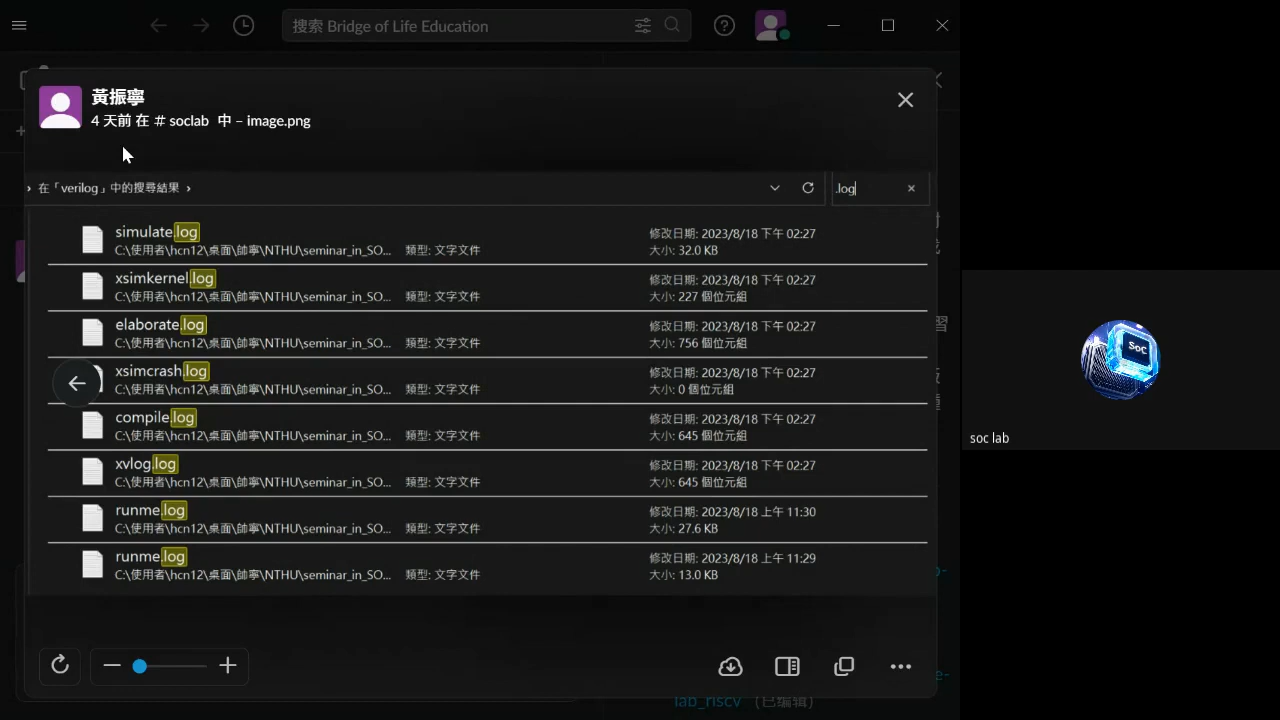 搜索 Bridge of Life Education
黃振寧
4 天前 在 # soclab 中 – image.png
› 在「verilog」中的搜尋結果 ›
.log
simulate.log
C:\使用者\hcn12\桌面\帥寧\NTHU\seminar_in_SO... 類型: 文字文件
修改日期: 2023/8/18 下午 02:27
大小: 32.0 KB
xsimkernel.log
C:\使用者\hcn12\桌面\帥寧\NTHU\seminar_in_SO... 類型: 文字文件
修改日期: 2023/8/18 下午 02:27
大小: 227 個位元組
elaborate.log
C:\使用者\hcn12\桌面\帥寧\NTHU\seminar_in_SO... 類型: 文字文件
修改日期: 2023/8/18 下午 02:27
大小: 756 個位元組
xsimcrash.log
C:\使用者\hcn12\桌面\帥寧\NTHU\seminar_in_SO... 類型: 文字文件
修改日期: 2023/8/18 下午 02:27
大小: 0 個位元組
compile.log
C:\使用者\hcn12\桌面\帥寧\NTHU\seminar_in_SO... 類型: 文字文件
修改日期: 2023/8/18 下午 02:27
大小: 645 個位元組
xvlog.log
C:\使用者\hcn12\桌面\帥寧\NTHU\seminar_in_SO... 類型: 文字文件
修改日期: 2023/8/18 下午 02:27
大小: 645 個位元組
runme.log
C:\使用者\hcn12\桌面\帥寧\NTHU\seminar_in_SO... 類型: 文字文件
修改日期: 2023/8/18 上午 11:30
大小: 27.6 KB
runme.log
C:\使用者\hcn12\桌面\帥寧\NTHU\seminar_in_SO... 類型: 文字文件
修改日期: 2023/8/18 上午 11:29
大小: 13.0 KB
lab_riscv (已编辑)
SoC
soc lab